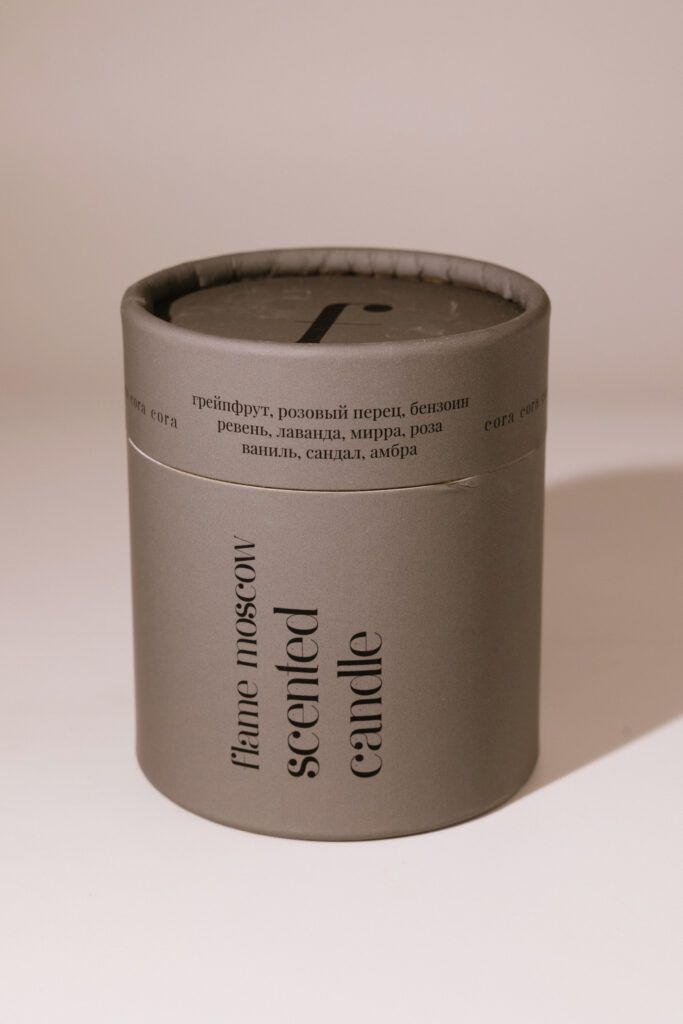 f
грейпфрут, розовый перец, бензоин
ревень, лаванда, мирра, роза
ваниль, сандал, амбра
cora cora
cora cora
flame moscow
scented
candle